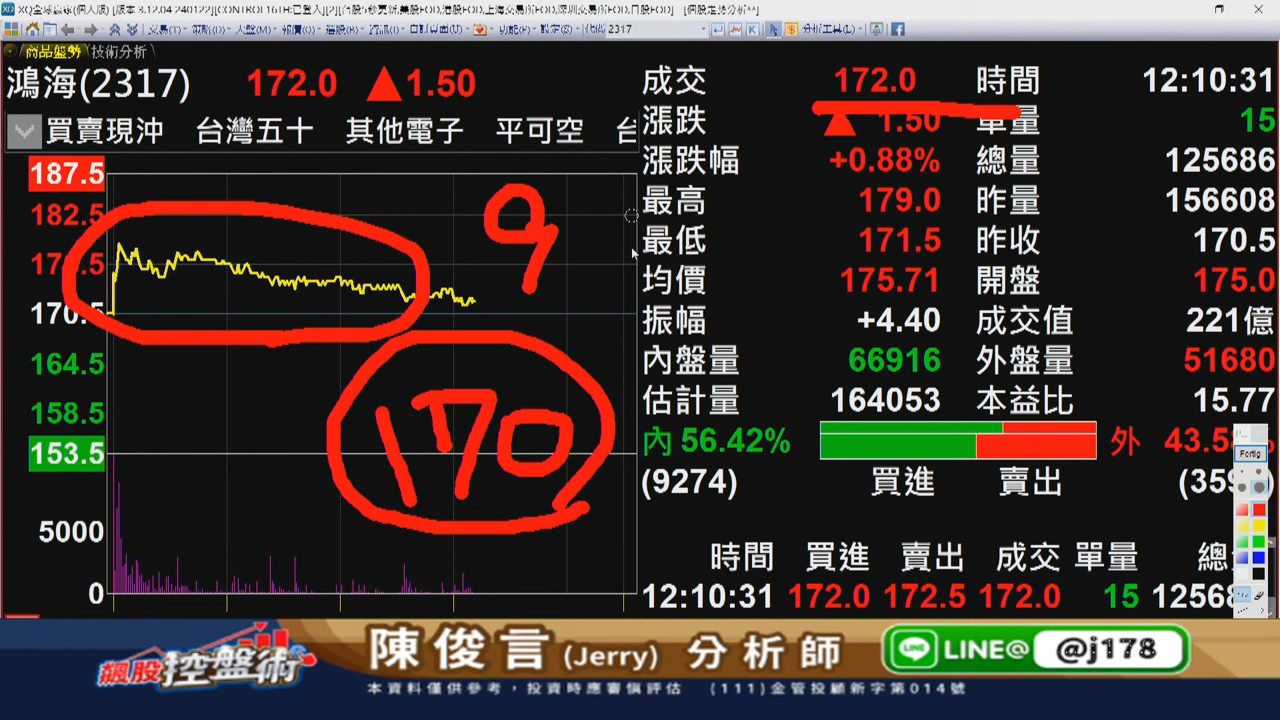 商品盤勢 技術分析
鴻海(2317) 172.0 ▲1.50
買賣現沖 台灣五十 其他電子 平可空
187.5
182.5
170.5
164.5
158.5
153.5
5000
0
9
170
成交 172.0 時間 12:10:31
漲跌 ▲ 1.50 單量 15
漲跌幅 +0.88% 總量 125686
最高 179.0 昨量 156608
最低 171.5 昨收 170.5
均價 175.71 開盤 175.0
振幅 +4.40 成交值 221億
內盤量 66916 外盤量 51680
估計量 164053 本益比 15.77
內 56.42% 外
(9274) 買進 賣出
時間 買進 賣出 成交 單量
12:10:31 172.0 172.5 172.0 15
Fertig
飆股控盤術
陳俊言 (Jerry) 分析師
LINE@ @j178
本資料僅供參考，投資時應審慎評估 (111)金管投顧新字第014號